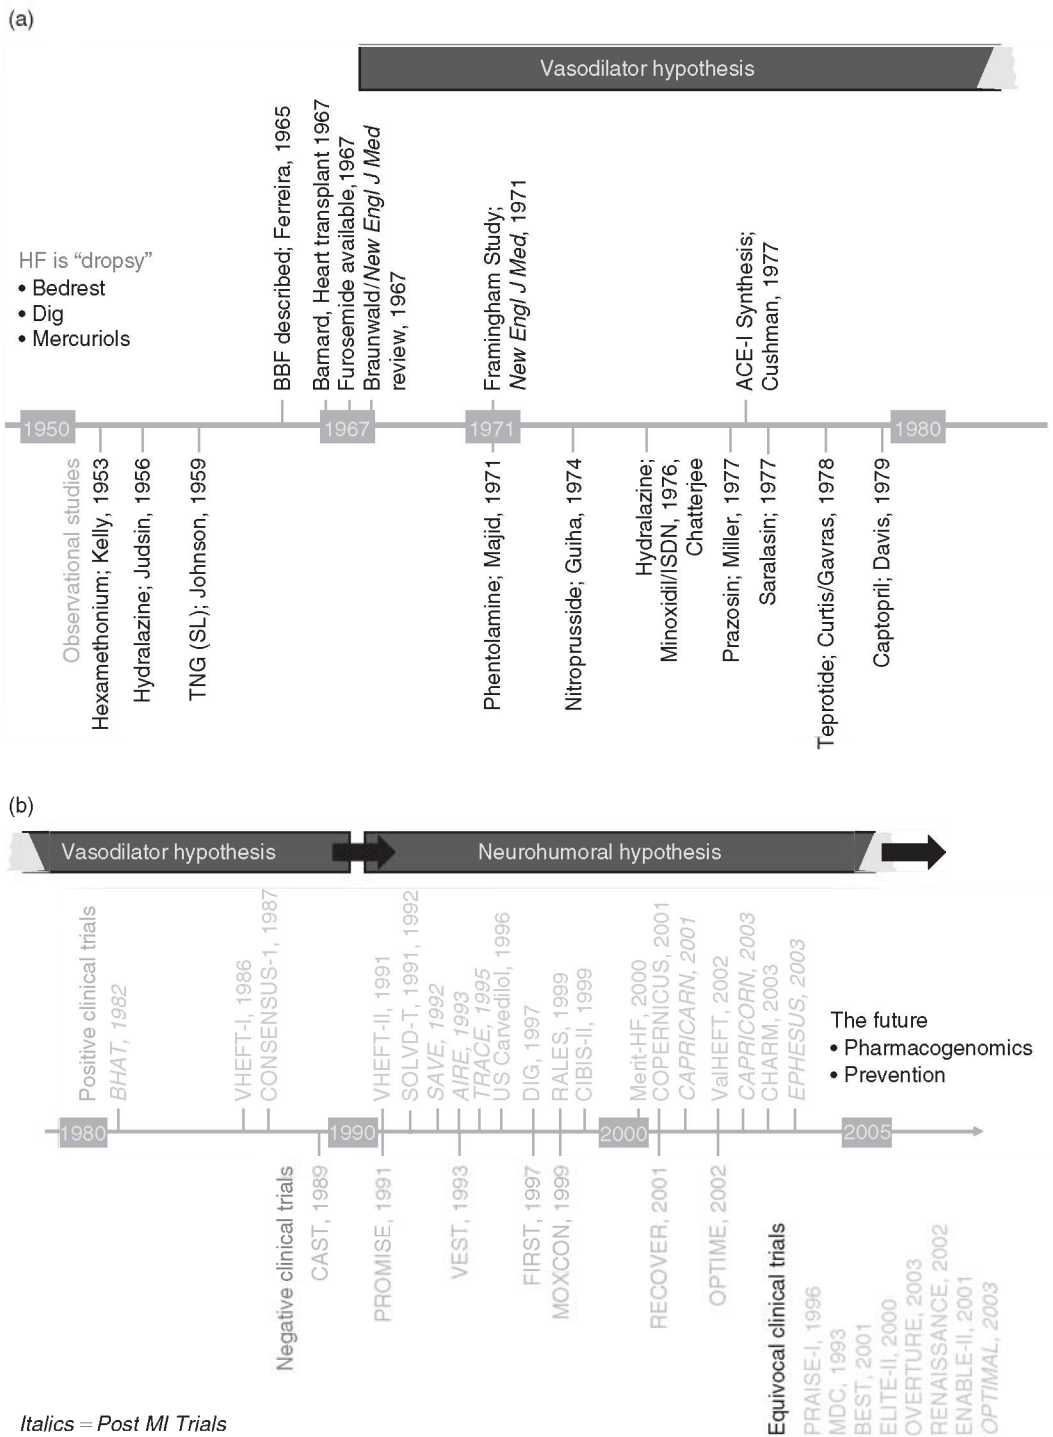 (a)
Vasodilator hypothesis
HF is “dropsy”
• Bedrest
• Dig
• Mercuriols
BBF described; Ferreira, 1965
Barnard, Heart transplant 1967
Furosemide available,1967
Braunwald/New Engl J Med
review, 1967
Framingham Study;
New Engl J Med, 1971
ACE-I Synthesis;
Cushman, 1977
1950
1967
1971
1980
Observational studies
Hexamethonium; Kelly, 1953
Hydralazine; Judsin, 1956
TNG (SL); Johnson, 1959
Phentolamine; Majid, 1971
Nitroprusside; Guiha, 1974
Hydralazine;
Minoxidil/ISDN, 1976,
Chatterjee
Prazosin; Miller, 1977
Saralasin; 1977
Teprotide; Curtis/Gavras, 1978
Captopril; Davis, 1979
(b)
Vasodilator hypothesis
Neurohumoral hypothesis
Positive clinical trials
BHAT, 1982
VHEFT-I, 1986
CONSENSUS-1, 1987
VHEFT-II, 1991
SOLVD-T, 1991, 1992
SAVE, 1992
AIRE, 1993
TRACE, 1995
US Carvedilol, 1996
DIG, 1997
RALES, 1999
CIBIS-II, 1999
Merit-HF, 2000
COPERNICUS, 2001
CAPRICARN, 2001
ValHEFT, 2002
CAPRICORN, 2003
CHARM, 2003
EPHESUS, 2003
The future
• Pharmacogenomics
• Prevention
1980
1990
2000
2005
Negative clinical trials
CAST, 1989
PROMISE, 1991
VEST, 1993
FIRST, 1997
MOXCON, 1999
RECOVER, 2001
OPTIME, 2002
Equivocal clinical trials
PRAISE-I, 1996
MDC, 1993
BEST, 2001
ELITE-II, 2000
OVERTURE, 2003
RENAISSANCE, 2002
ENABLE-II, 2001
OPTIMAL, 2003
Italics = Post MI Trials